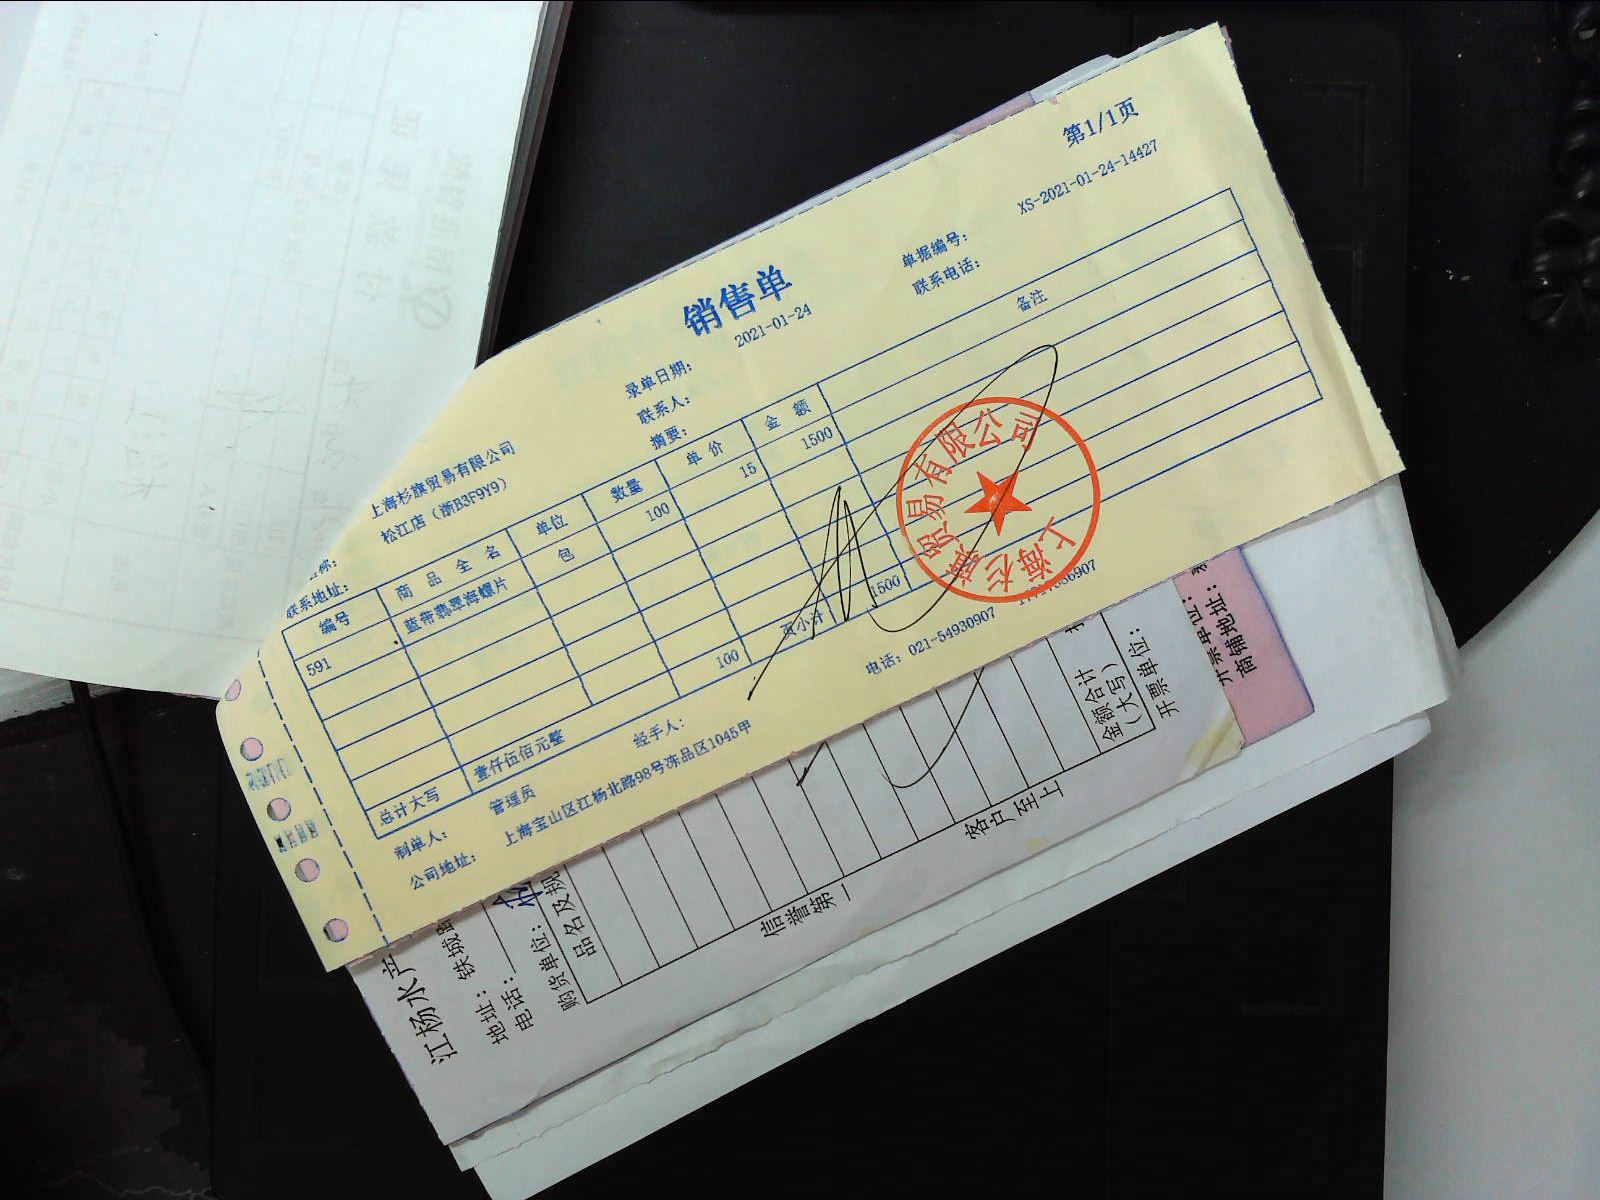 第1/1页
销售单
单据编号: XS-2021-01-24-14427
录单日期: 2021-01-24
联系电话:
上海杉旗贸易有限公司
联系人:
联系地址: 松江店 (浙B3F9Y9)
摘要:
编号 商品全名 单位 数量 单价 金额 备注
591 蓝带翡翠海螺片 包 100 15 1500
100 页小计 1500
总计大写 壹仟伍佰元整
制单人: 管理员 经手人:
公司地址: 上海宝山区江杨北路98号冻品区1045甲 电话: 021-54930907
上海杉旗贸易有限公司
江杨水产
地址: 铁城路
电话:
购货单位:
品名及规
信誉第一
客户至上
金额合计
(大写)
开票单位:
开票单位:
商铺地址: